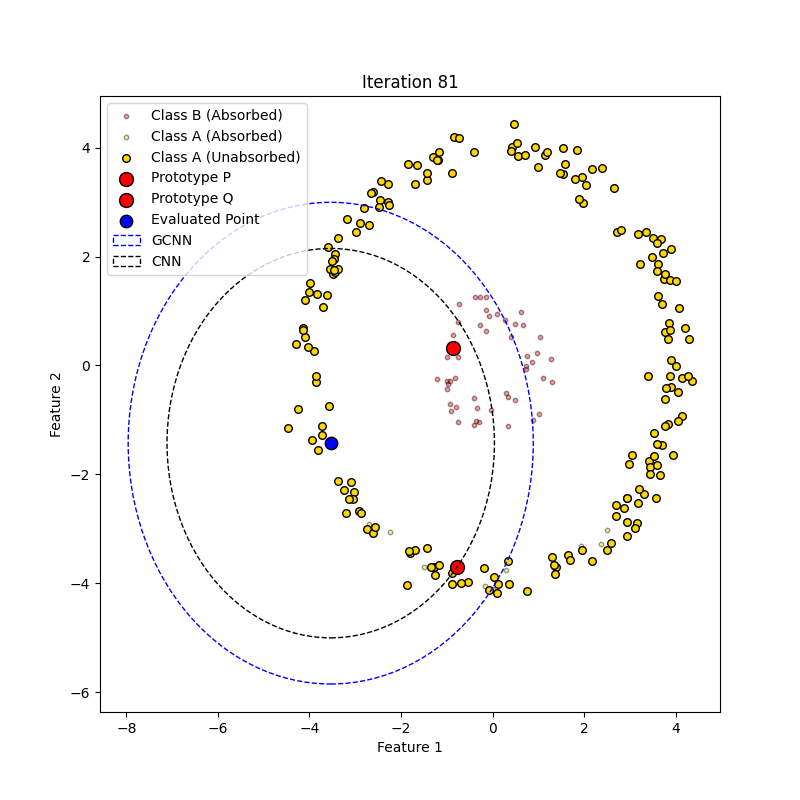 Iteration 81
Class B (Absorbed)
Class A (Absorbed)
Class A (Unabsorbed)
Prototype P
Prototype Q
Evaluated Point
GCNN
CNN
Feature 2
4
2
0
−2
−4
−6
−8 −6 −4 −2 0 2 4
Feature 1